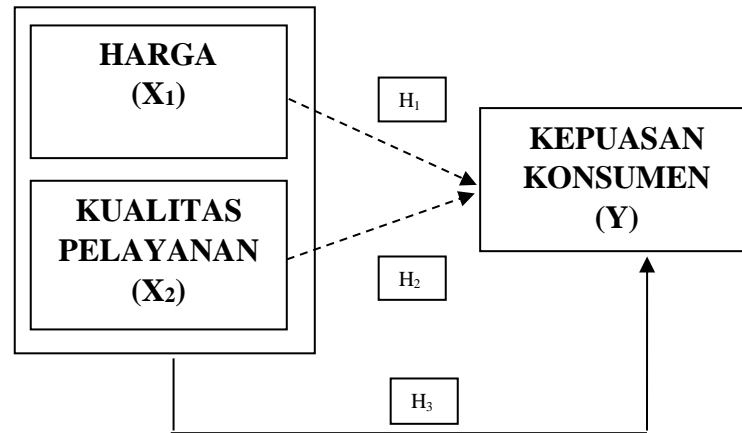 HARGA
(X₁)
H₁
KEPUASAN
KONSUMEN
(Y)
KUALITAS
PELAYANAN
(X₂)
H₂
H₃